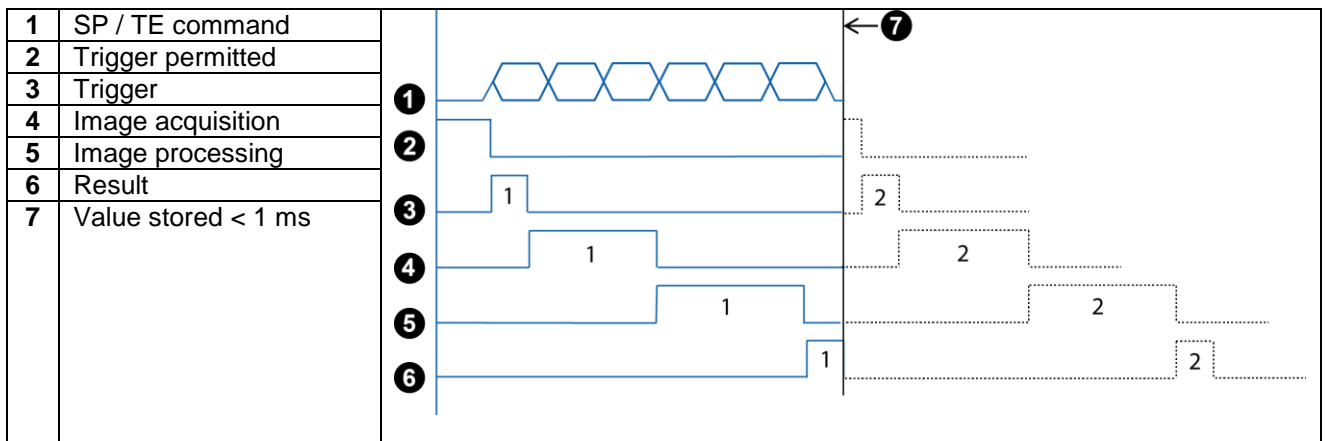 1 SP / TE command
2 Trigger permitted
3 Trigger
4 Image acquisition
5 Image processing
6 Result
7 Value stored < 1 ms
7
1
2
3 1 2
4 1 2
5 1 2
6 1 2